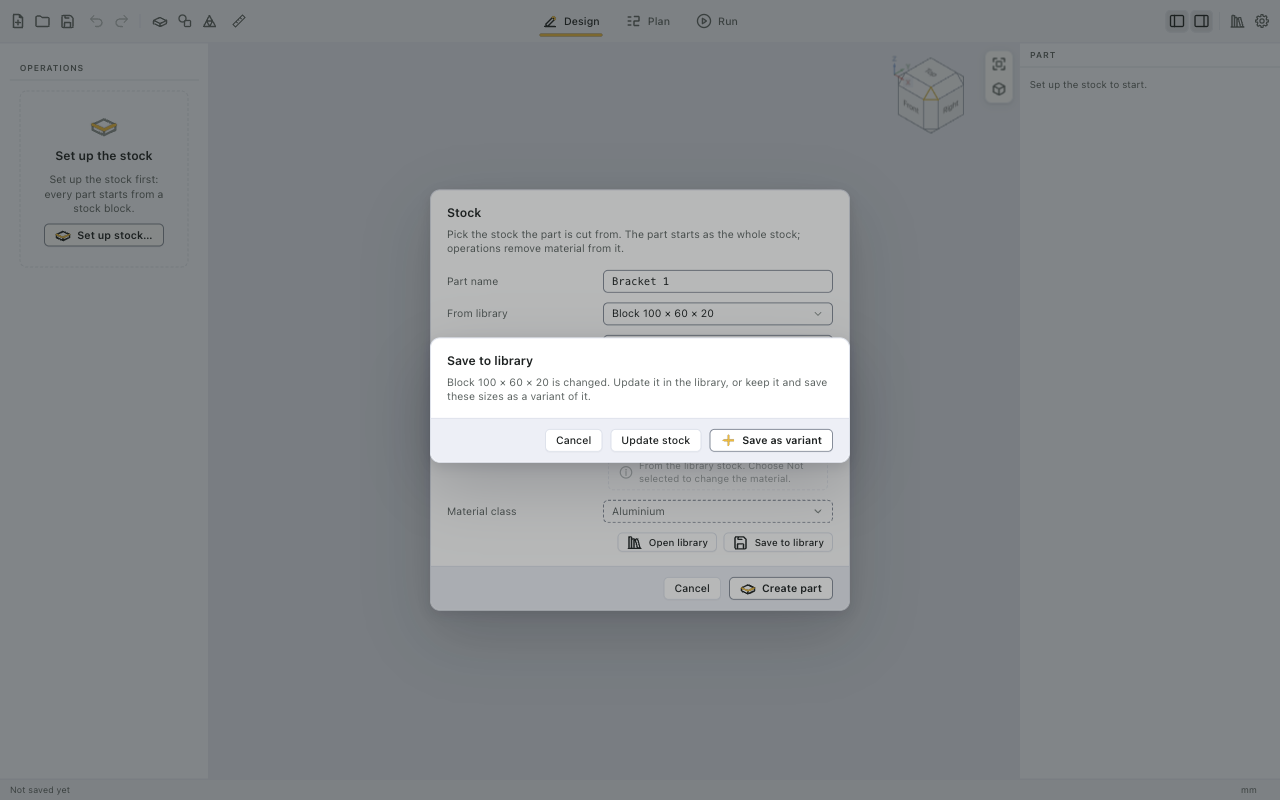 Design
Plan
Run
OPERATIONS
Set up the stock
Set up the stock first:
every part starts from a
stock block.
Set up stock...
Top
Front
Right
PART
Set up the stock to start.
Stock
Pick the stock the part is cut from. The part starts as the whole stock;
operations remove material from it.
Part name
Bracket 1
From library
Block 100 × 60 × 20
Save to library
Block 100 × 60 × 20 is changed. Update it in the library, or keep it and save
these sizes as a variant of it.
Cancel
Update stock
Save as variant
From the library stock. Choose Not
selected to change the material.
Material class
Aluminium
Open library
Save to library
Cancel
Create part
Not saved yet
mm